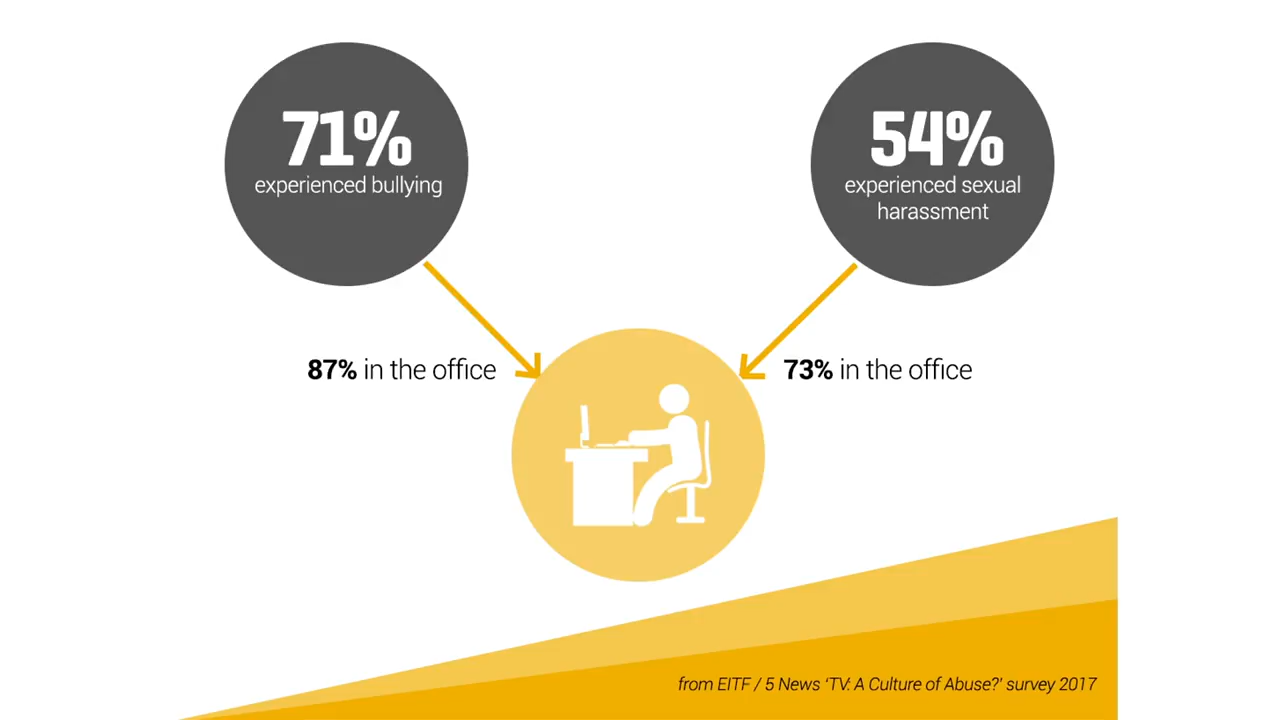 71%
experienced bullying
54%
experienced sexual
harassment
87% in the office
73% in the office
from EITF / 5 News ‘TV: A Culture of Abuse?’ survey 2017